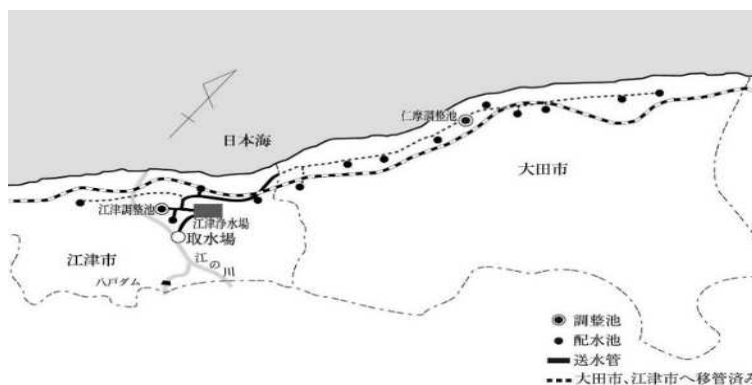 日本海
仁摩調整池
大田市
江津調整池
江津浄水場
取水場
江津市
江の川
八戸ダム
調整池
配水池
送水管
大田市、江津市へ移管済み